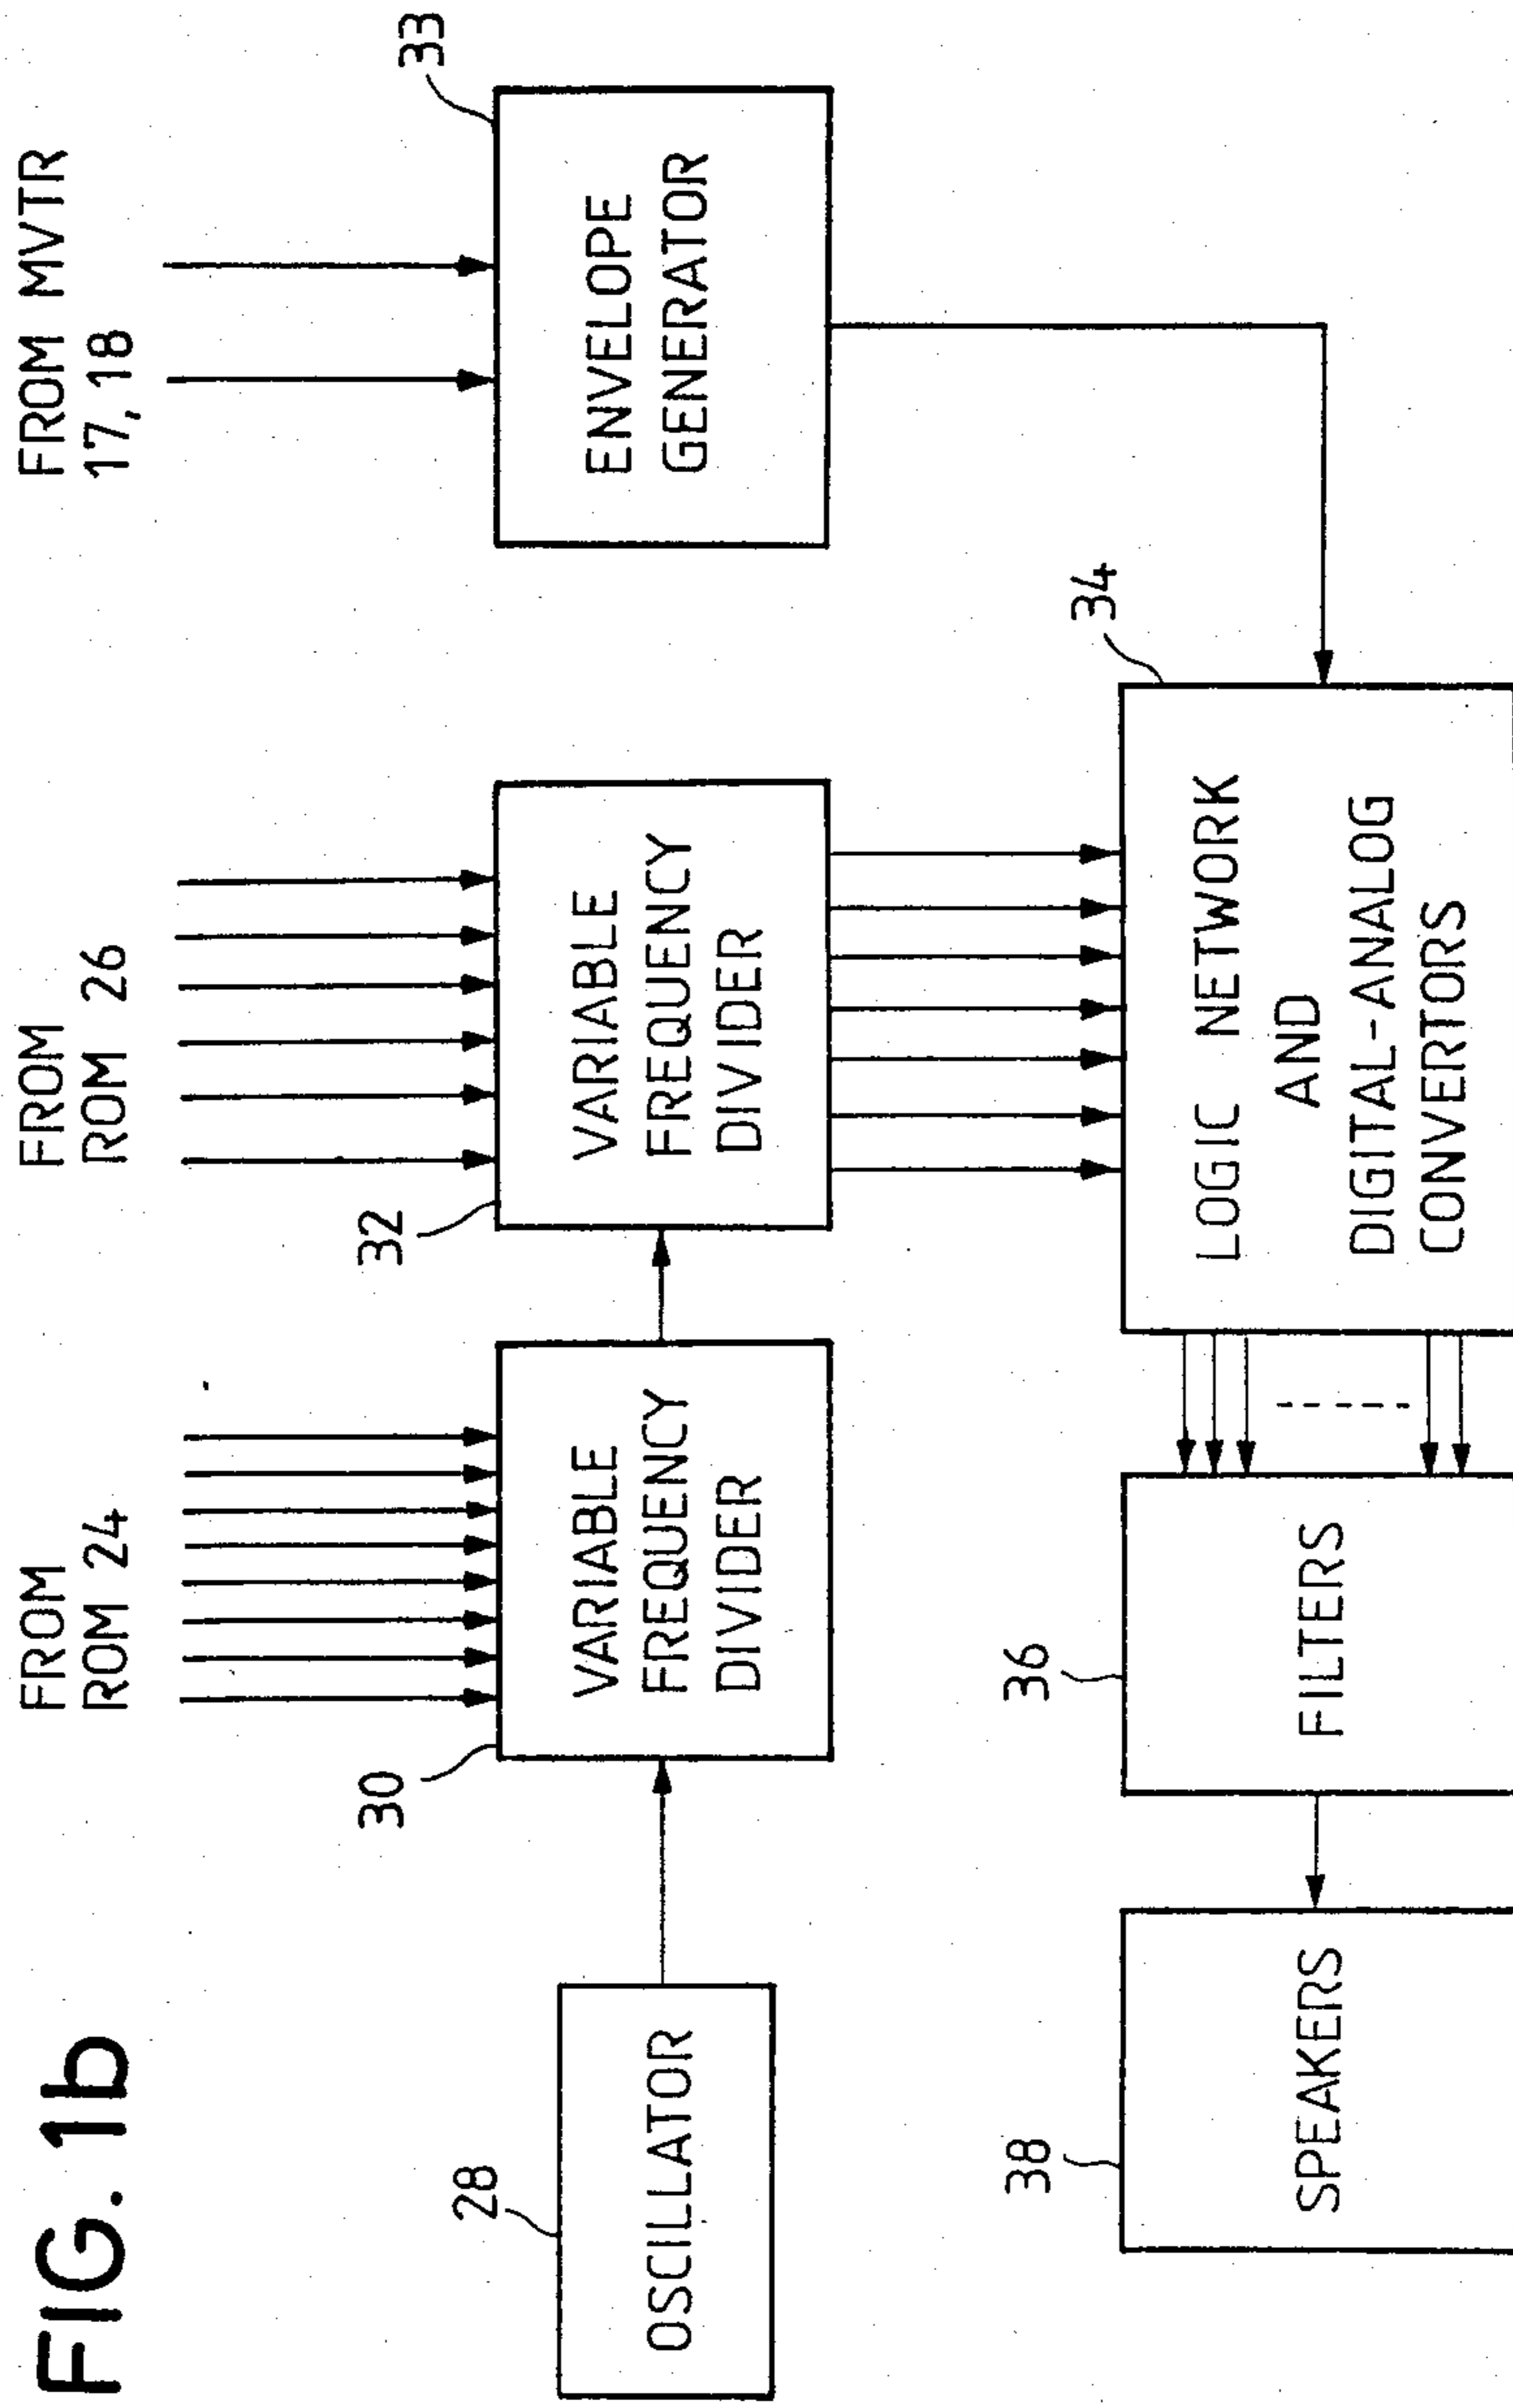 FIG. 1b
FROM
ROM 24
FROM
ROM 26
FROM MVTR
17, 18
28
OSCILLATOR
30
VARIABLE
FREQUENCY
DIVIDER
32
VARIABLE
FREQUENCY
DIVIDER
33
ENVELOPE
GENERATOR
38
SPEAKERS
36
FILTERS
34
LOGIC NETWORK
AND
DIGITAL-ANALOG
CONVERTORS